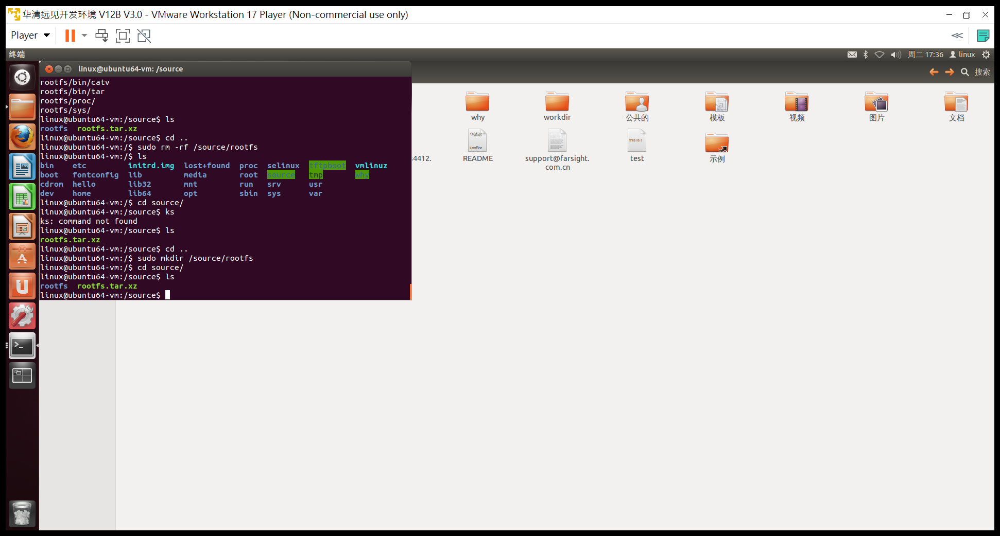 华清远见开发环境 V12B V3.0 - VMware Workstation 17 Player (Non-commercial use only)
Player
终端
周二 17:36 linux
linux@ubuntu64-vm: /source
搜索
rootfs/bin/catv
rootfs/bin/tar
rootfs/proc/
rootfs/sys/
linux@ubuntu64-vm:/source$ ls
rootfs  rootfs.tar.xz
linux@ubuntu64-vm:/source$ cd ..
linux@ubuntu64-vm:/$ sudo rm -rf /source/rootfs
linux@ubuntu64-vm:/$ ls
bin    etc         initrd.img  lost+found  proc  selinux  tftpboot  vmlinuz
boot   fontconfig  lib         media       root  source   tmp       why
cdrom  hello       lib32       mnt         run   srv      usr
dev    home        lib64       opt         sbin  sys      var
linux@ubuntu64-vm:/$ cd source/
linux@ubuntu64-vm:/source$ ks
ks: command not found
linux@ubuntu64-vm:/source$ ls
rootfs.tar.xz
linux@ubuntu64-vm:/source$ cd ..
linux@ubuntu64-vm:/$ sudo mkdir /source/rootfs
linux@ubuntu64-vm:/$ cd source/
linux@ubuntu64-vm:/source$ ls
rootfs  rootfs.tar.xz
linux@ubuntu64-vm:/source$
why workdir 公共的 模板 视频 图片 文档
华清远
LeeShe
this is a
4412. README support@farsight. test 示例
com.cn